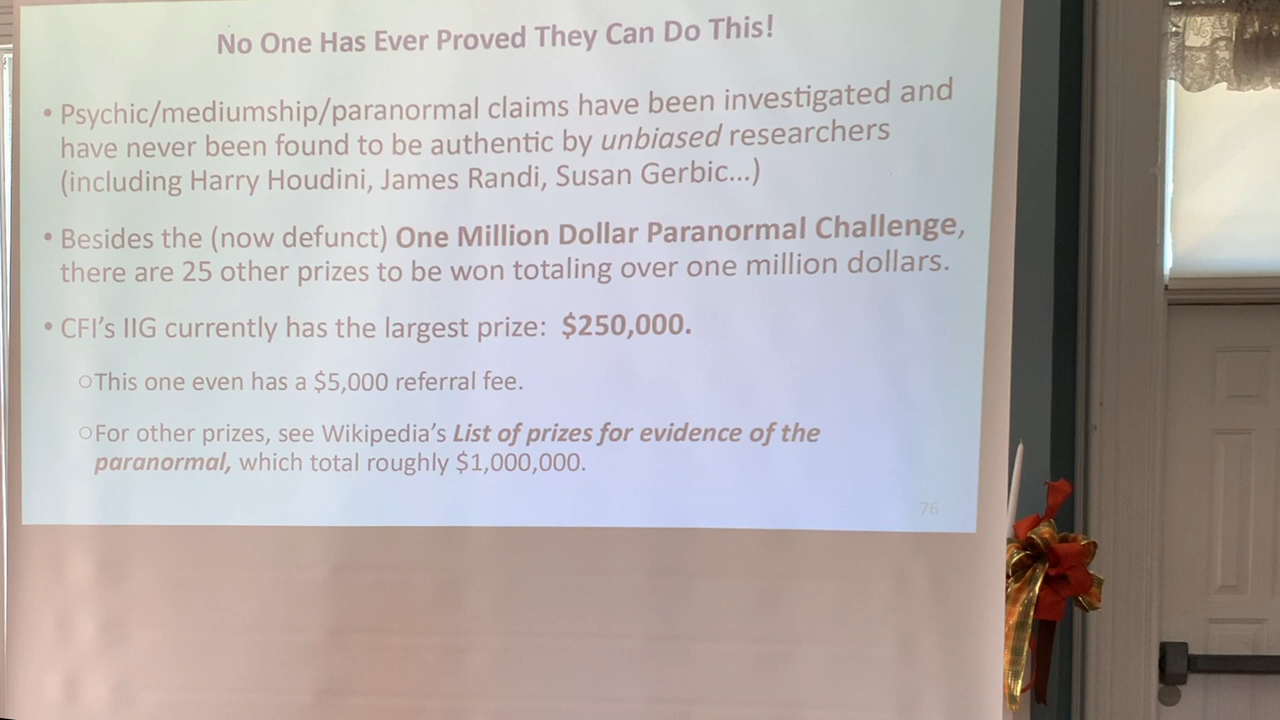 No One Has Ever Proved They Can Do This!
• Psychic/mediumship/paranormal claims have been investigated and
have never been found to be authentic by unbiased researchers
(including Harry Houdini, James Randi, Susan Gerbic...)
• Besides the (now defunct) One Million Dollar Paranormal Challenge,
there are 25 other prizes to be won totaling over one million dollars.
• CFI’s IIG currently has the largest prize:  $250,000.
○This one even has a $5,000 referral fee.
○For other prizes, see Wikipedia’s List of prizes for evidence of the
paranormal, which total roughly $1,000,000.
76